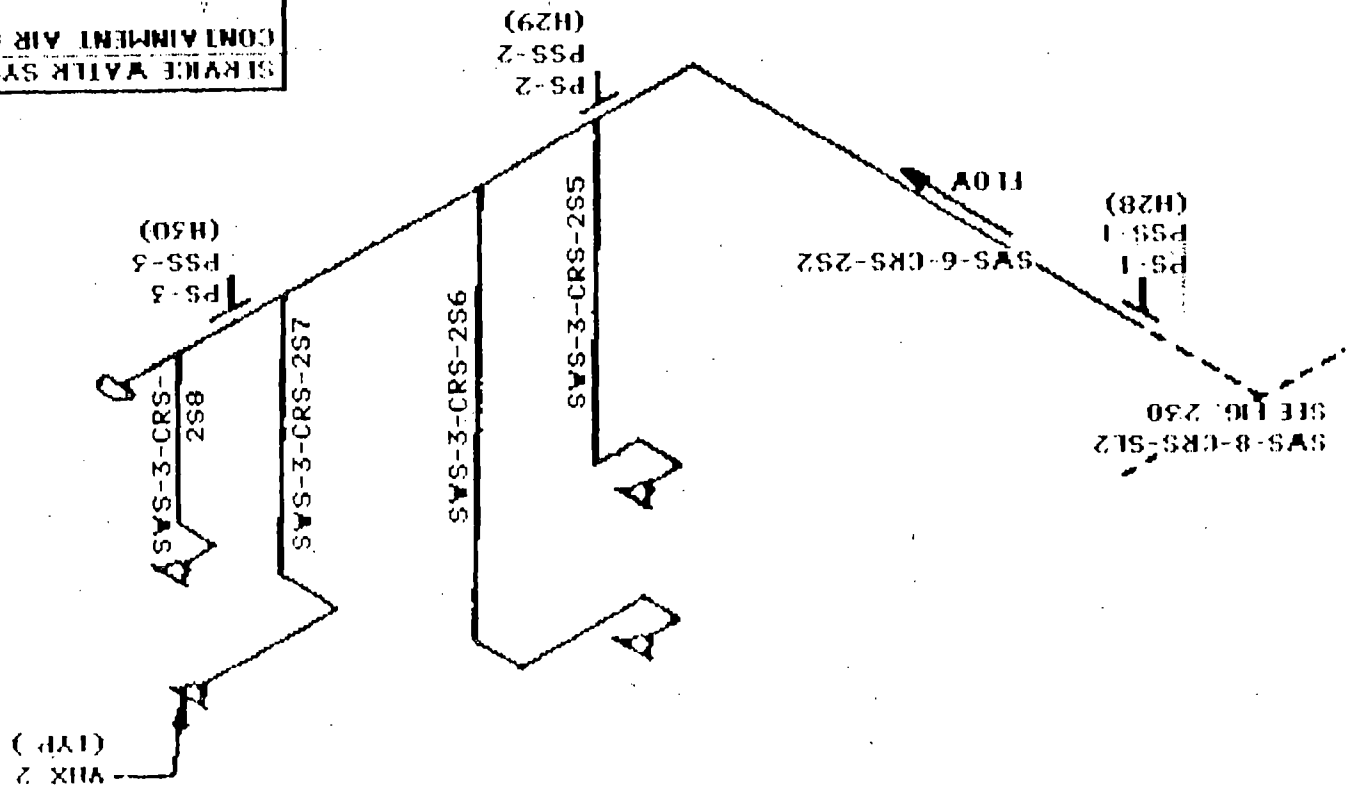 VHX 2
(TYP)
SWS-8-CRS-SL2
SEE FIG. 230
SWS-3-CRS-
2S8
SWS-3-CRS-2S7
SWS-3-CRS-2S6
SWS-3-CRS-2S5
PS-1
PSS-1
(H28)
SWS-6-CRS-2S2
FLOW
PS-3
PSS-3
(H30)
PS-2
PSS-2
(H29)
SERVICE WATER SYS
CONTAINMENT AIR